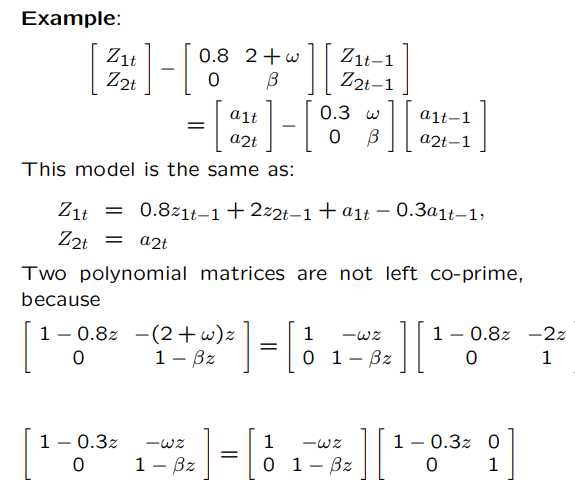 Example:
[ Z1t ] − [ 0.8 2 + ω ] [ Z1t−1 ]
[ Z2t ] [ 0 β ] [ Z2t−1 ]
= [ a1t ] − [ 0.3 ω ] [ a1t−1 ]
[ a2t ] [ 0 β ] [ a2t−1 ]
This model is the same as:
Z1t = 0.8z1t−1 + 2z2t−1 + a1t − 0.3a1t−1,
Z2t = a2t
Two polynomial matrices are not left co-prime,
because
[ 1 − 0.8z −(2 + ω)z ] = [ 1 −ωz ] [ 1 − 0.8z −2z ]
[ 0 1 − βz ] [ 0 1 − βz ] [ 0 1 ]
[ 1 − 0.3z −ωz ] = [ 1 −ωz ] [ 1 − 0.3z 0 ]
[ 0 1 − βz ] [ 0 1 − βz ] [ 0 1 ]